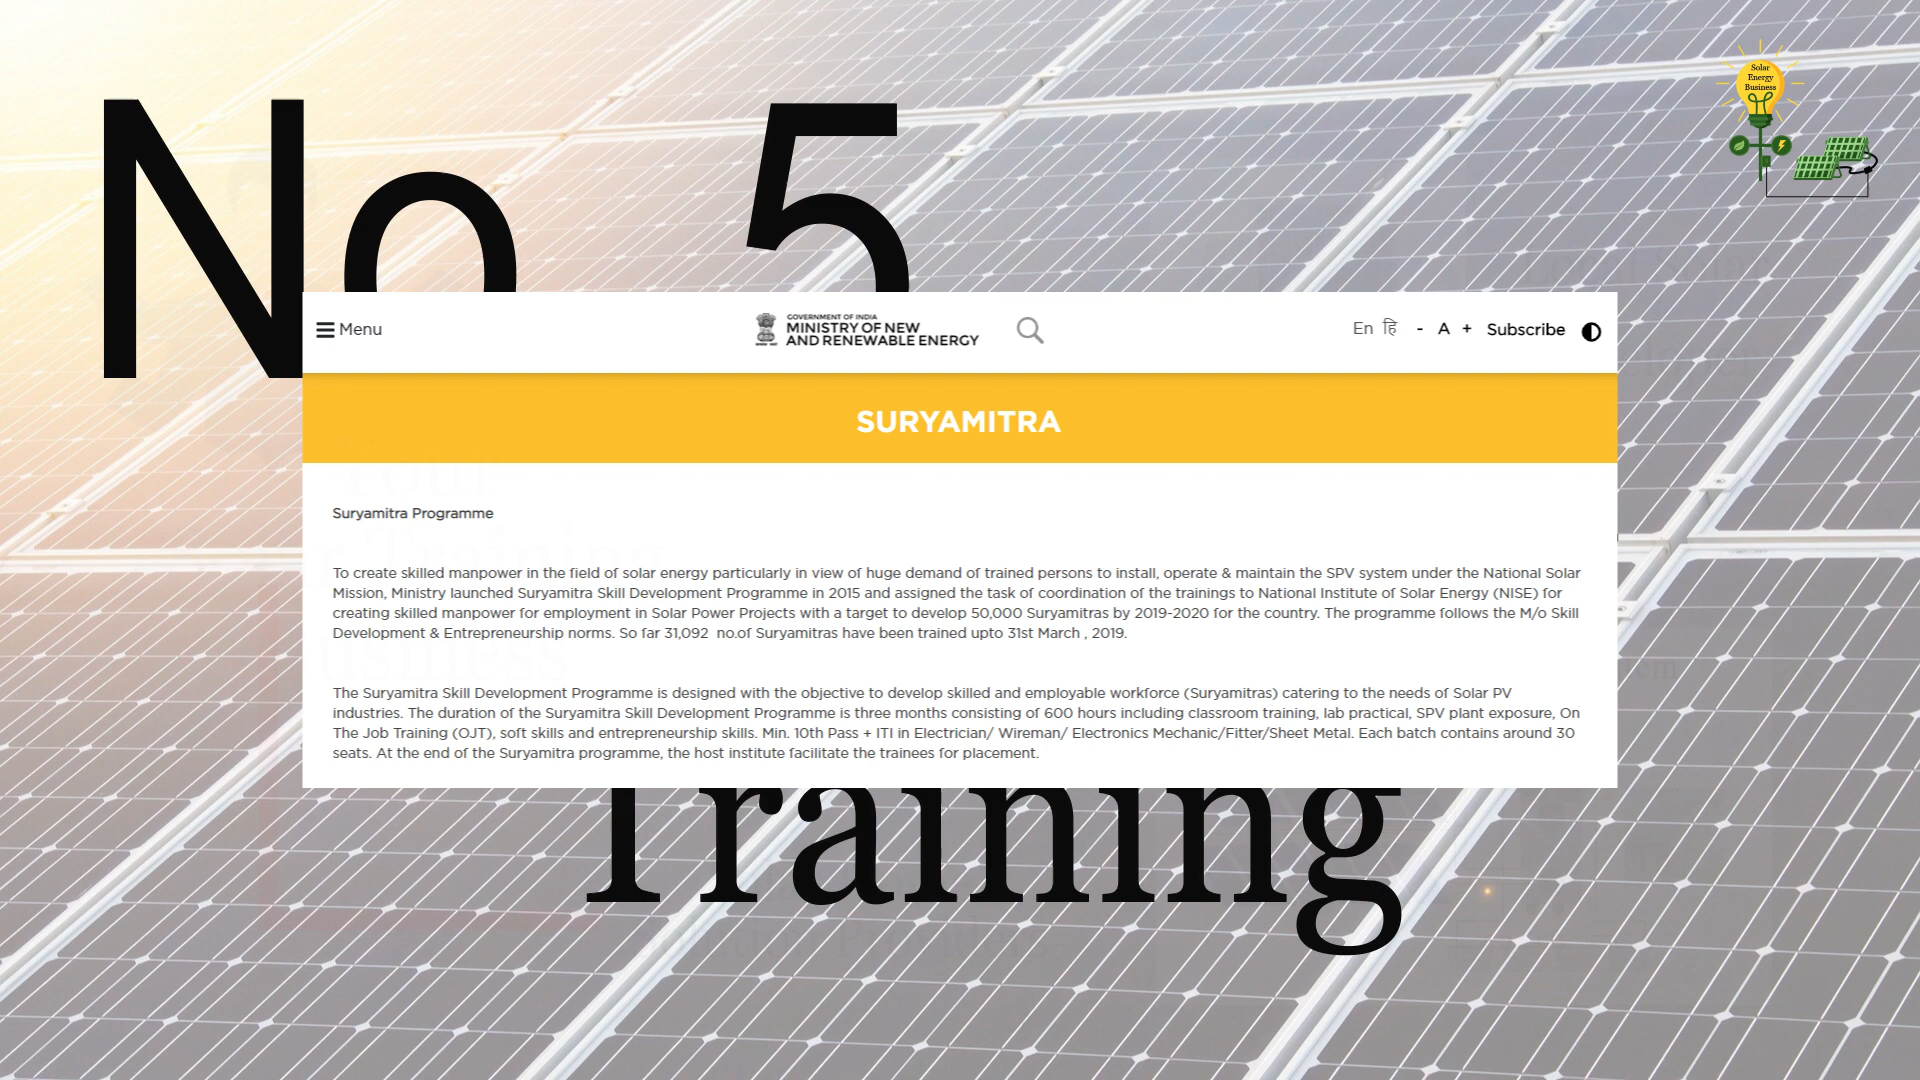 Solar
Energy
Business
No 5
Menu
GOVERNMENT OF INDIA
MINISTRY OF NEW
AND RENEWABLE ENERGY
En हि - A + Subscribe
SURYAMITRA
Suryamitra Programme
To create skilled manpower in the field of solar energy particularly in view of huge demand of trained persons to install, operate & maintain the SPV system under the National Solar
Mission, Ministry launched Suryamitra Skill Development Programme in 2015 and assigned the task of coordination of the trainings to National Institute of Solar Energy (NISE) for
creating skilled manpower for employment in Solar Power Projects with a target to develop 50,000 Suryamitras by 2019-2020 for the country. The programme follows the M/o Skill
Development & Entrepreneurship norms. So far 31,092  no.of Suryamitras have been trained upto 31st March , 2019.
The Suryamitra Skill Development Programme is designed with the objective to develop skilled and employable workforce (Suryamitras) catering to the needs of Solar PV
industries. The duration of the Suryamitra Skill Development Programme is three months consisting of 600 hours including classroom training, lab practical, SPV plant exposure, On
The Job Training (OJT), soft skills and entrepreneurship skills. Min. 10th Pass + ITI in Electrician/ Wireman/ Electronics Mechanic/Fitter/Sheet Metal. Each batch contains around 30
seats. At the end of the Suryamitra programme, the host institute facilitate the trainees for placement.
Training